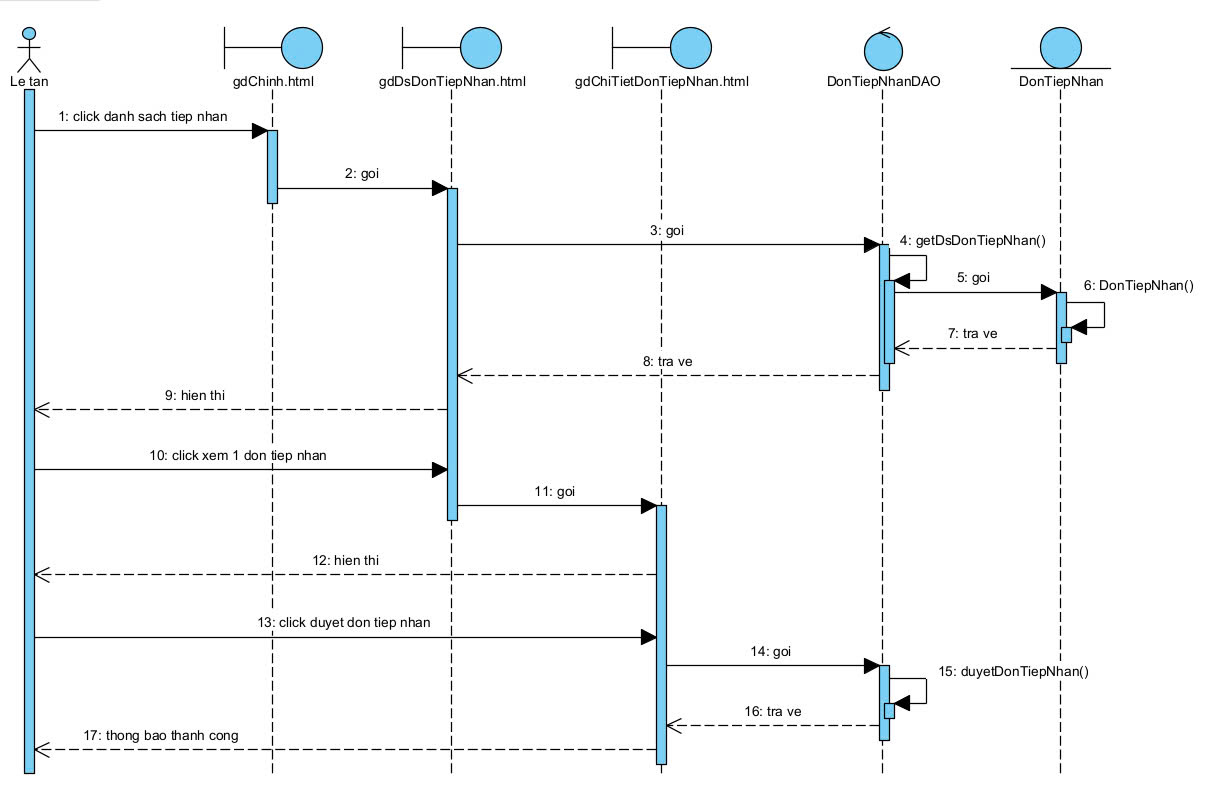 Le tan
gdChinh.html
gdDsDonTiepNhan.html
gdChiTietDonTiepNhan.html
DonTiepNhanDAO
DonTiepNhan
1: click danh sach tiep nhan
2: goi
3: goi
4: getDsDonTiepNhan()
5: goi
6: DonTiepNhan()
7: tra ve
8: tra ve
9: hien thi
10: click xem 1 don tiep nhan
11: goi
12: hien thi
13: click duyet don tiep nhan
14: goi
15: duyetDonTiepNhan()
16: tra ve
17: thong bao thanh cong